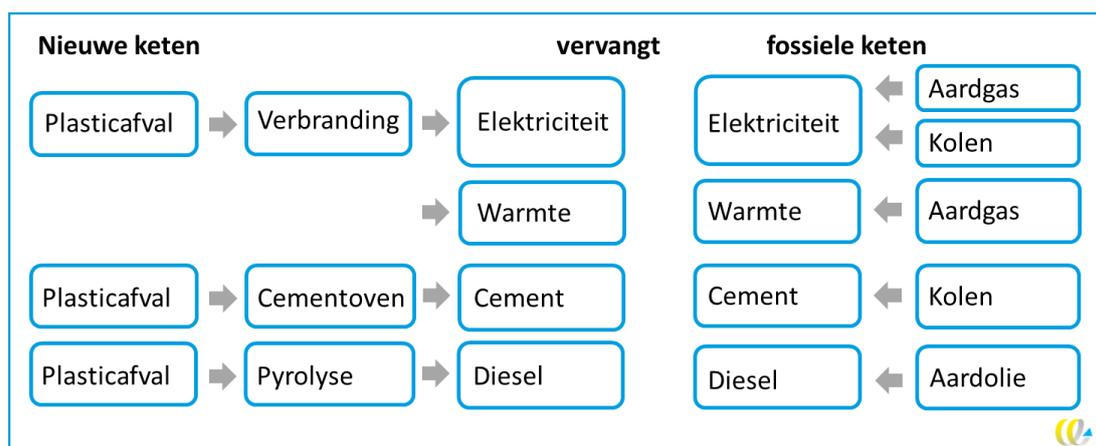 Nieuwe keten vervangt fossiele keten
Plasticafval Verbranding Elektriciteit Elektriciteit Aardgas
Kolen
Warmte Warmte Aardgas
Plasticafval Cementoven Cement Cement Kolen
Plasticafval Pyrolyse Diesel Diesel Aardolie